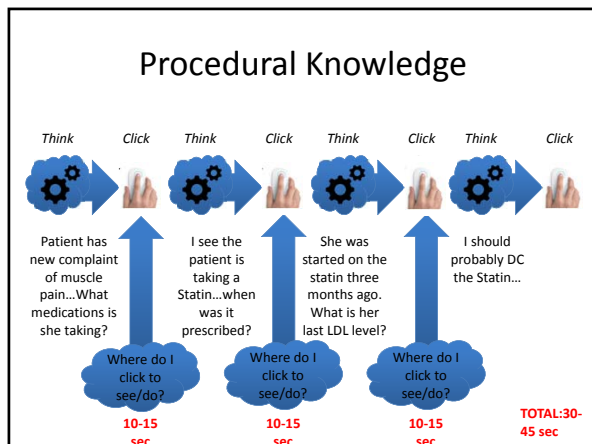 Procedural Knowledge
Think
Click
Think
Click
Think
Click
Think
Click
Patient has
new complaint
of muscle
pain...What
medications is
she taking?
I see the
patient is
taking a
Statin...when
was it
prescribed?
She was
started on the
statin three
months ago.
What is her
last LDL level?
I should
probably DC
the Statin...
Where do I
click to
see/do?
Where do I
click to
see/do?
Where do I
click to
see/do?
10-15
sec
10-15
sec
10-15
sec
TOTAL:30-
45 sec